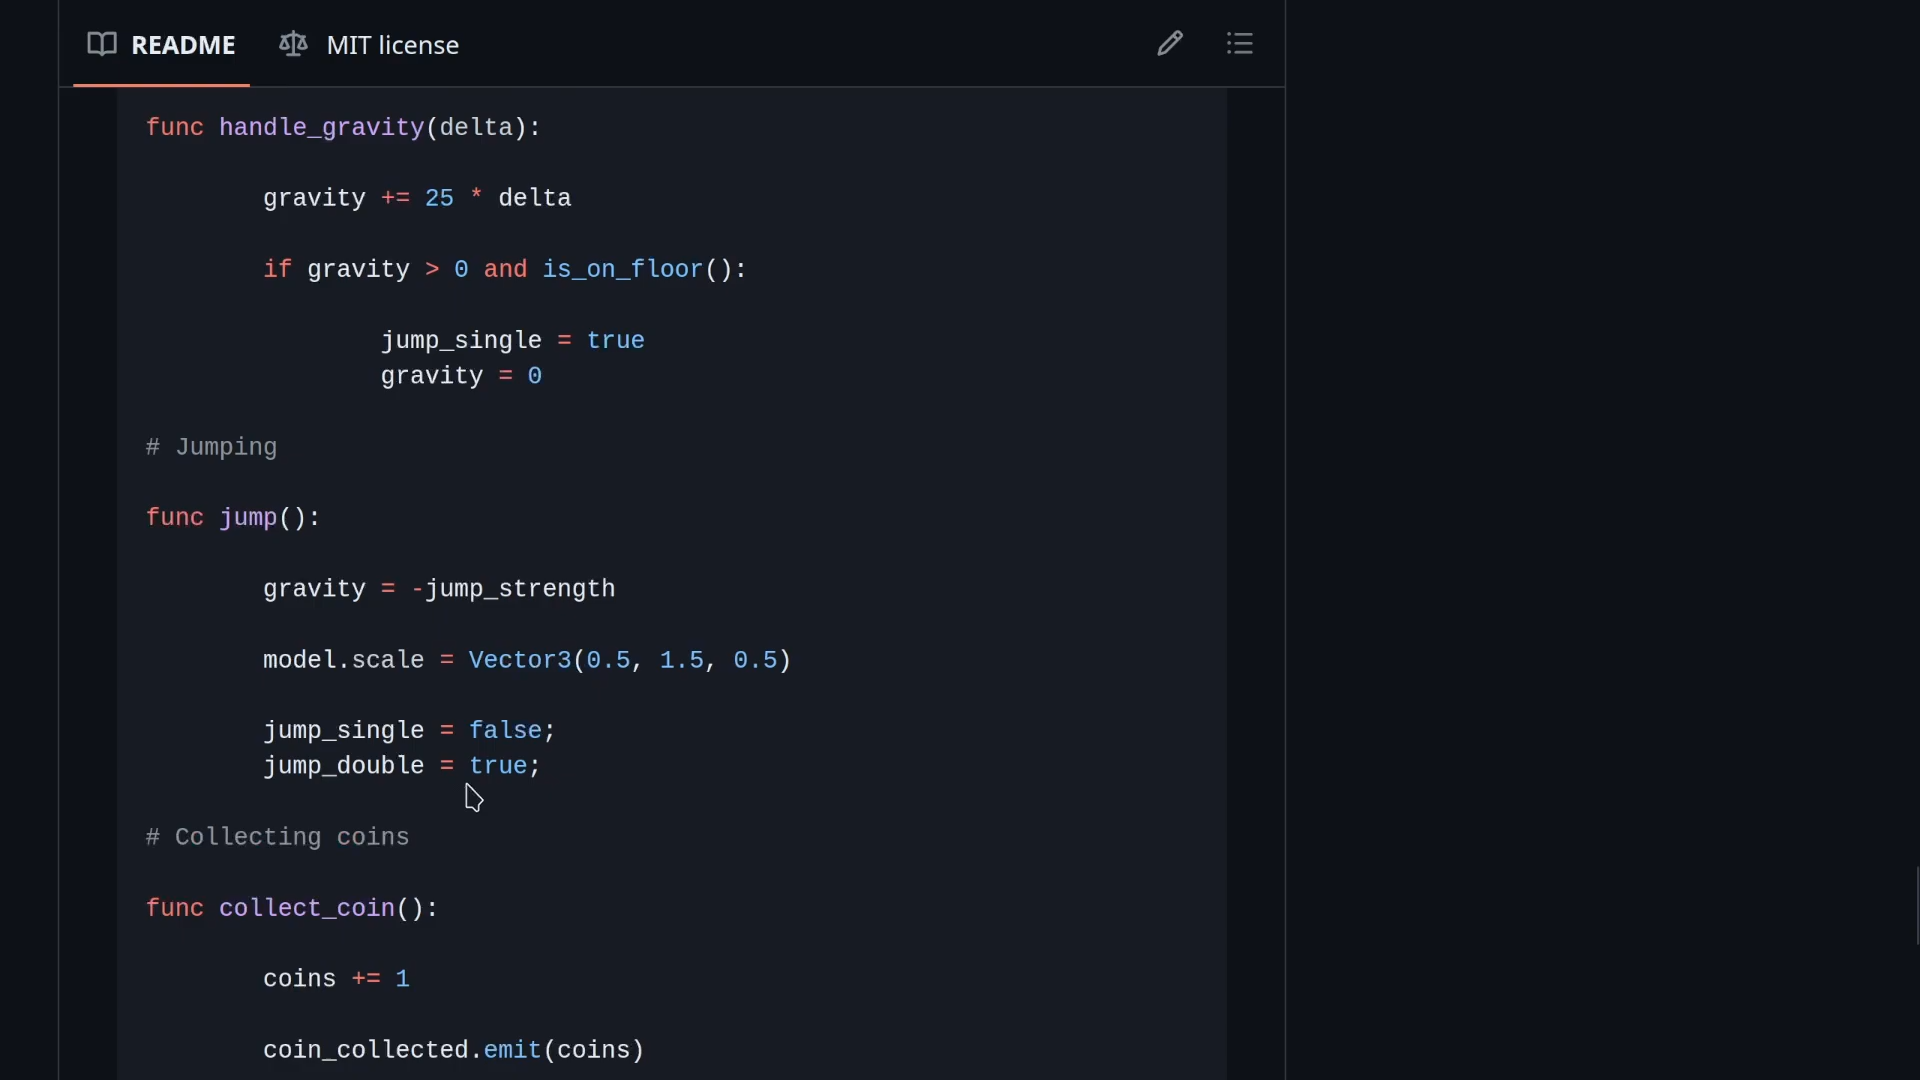 README MIT license
func handle_gravity(delta):
gravity += 25 * delta
if gravity > 0 and is_on_floor():
jump_single = true
gravity = 0
# Jumping
func jump():
gravity = -jump_strength
model.scale = Vector3(0.5, 1.5, 0.5)
jump_single = false;
jump_double = true;
# Collecting coins
func collect_coin():
coins += 1
coin_collected.emit(coins)